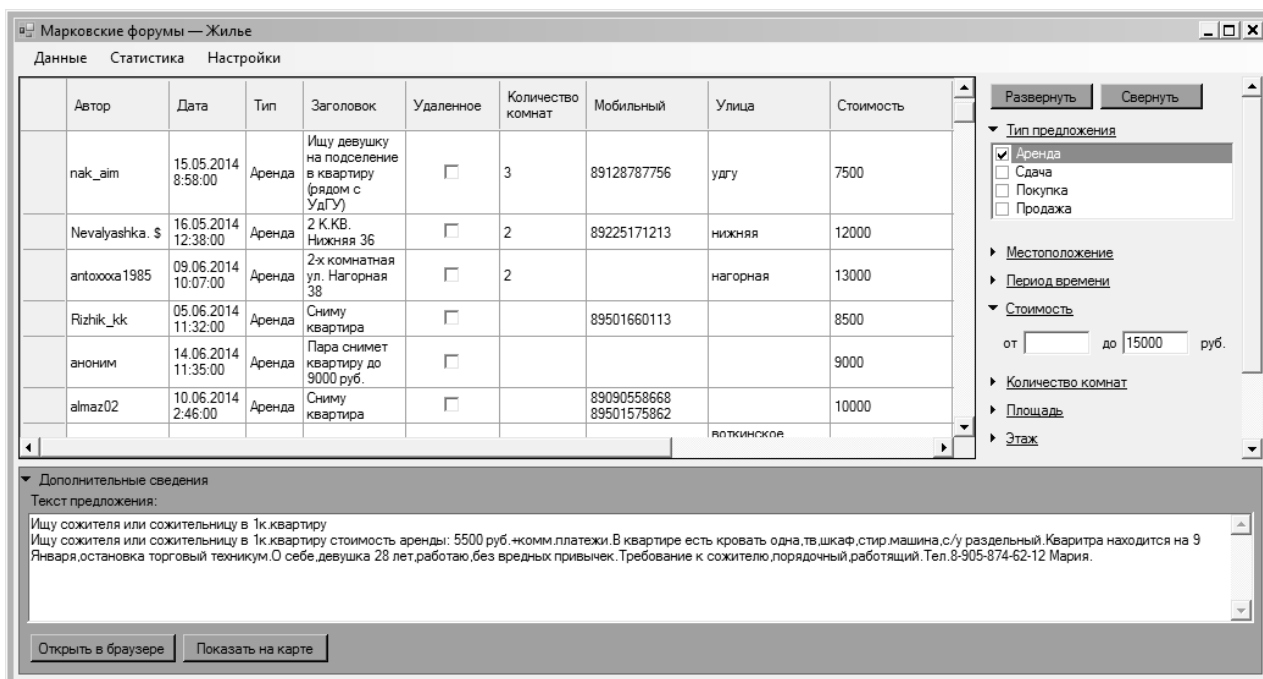 Марковские форумы — Жилье
Данные Статистика Настройки
Автор Дата Тип Заголовок Удаленное Количество комнат Мобильный Улица Стоимость
nak_aim 15.05.2014 8:58:00 Аренда Ищу девушку на подселение в квартиру (рядом с УдГУ) 3 89128787756 удгу 7500
Nevalyashka. $ 16.05.2014 12:38:00 Аренда 2 К.КВ. Нижняя 36 2 89225171213 нижняя 12000
antoxxxa1985 09.06.2014 10:07:00 Аренда 2-х комнатная ул. Нагорная 38 2 нагорная 13000
Rizhik_kk 05.06.2014 11:32:00 Аренда Сниму квартира 89501660113 8500
аноним 14.06.2014 11:35:00 Аренда Пара снимет квартиру до 9000 руб. 9000
almaz02 10.06.2014 2:46:00 Аренда Сниму квартира 89090558668 89501575862 10000
воткинское
Развернуть Свернуть
Тип предложения
Аренда
Сдача
Покупка
Продажа
Местоположение
Период времени
Стоимость
от до 15000 руб.
Количество комнат
Площадь
Этаж
Дополнительные сведения
Текст предложения:
Ищу сожителя или сожительницу в 1к.квартиру
Ищу сожителя или сожительницу в 1к.квартиру стоимость аренды: 5500 руб.+комм.платежи.В квартире есть кровать одна,тв,шкаф,стир.машина,с/у раздельный.Кваритра находится на 9
Января,остановка торговый техникум.О себе,девушка 28 лет,работаю,без вредных привычек.Требование к сожителю,порядочный,работящий.Тел.8-905-874-62-12 Мария.
Открыть в браузере Показать на карте